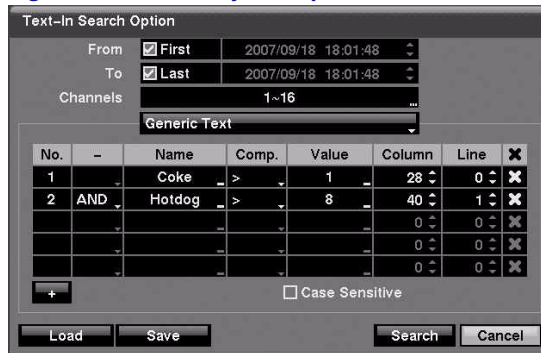 Text-In Search Option
From First 2007/09/18 18:01:48
To Last 2007/09/18 18:01:48
Channels 1~16 ...
Generic Text
No. - Name Comp. Value Column Line ✖
1 Coke > 1 28 0 ✖
2 AND Hotdog > 8 40 1 ✖
0 0 ✖
0 0 ✖
0 0 ✖
+ Case Sensitive
Load Save Search Cancel